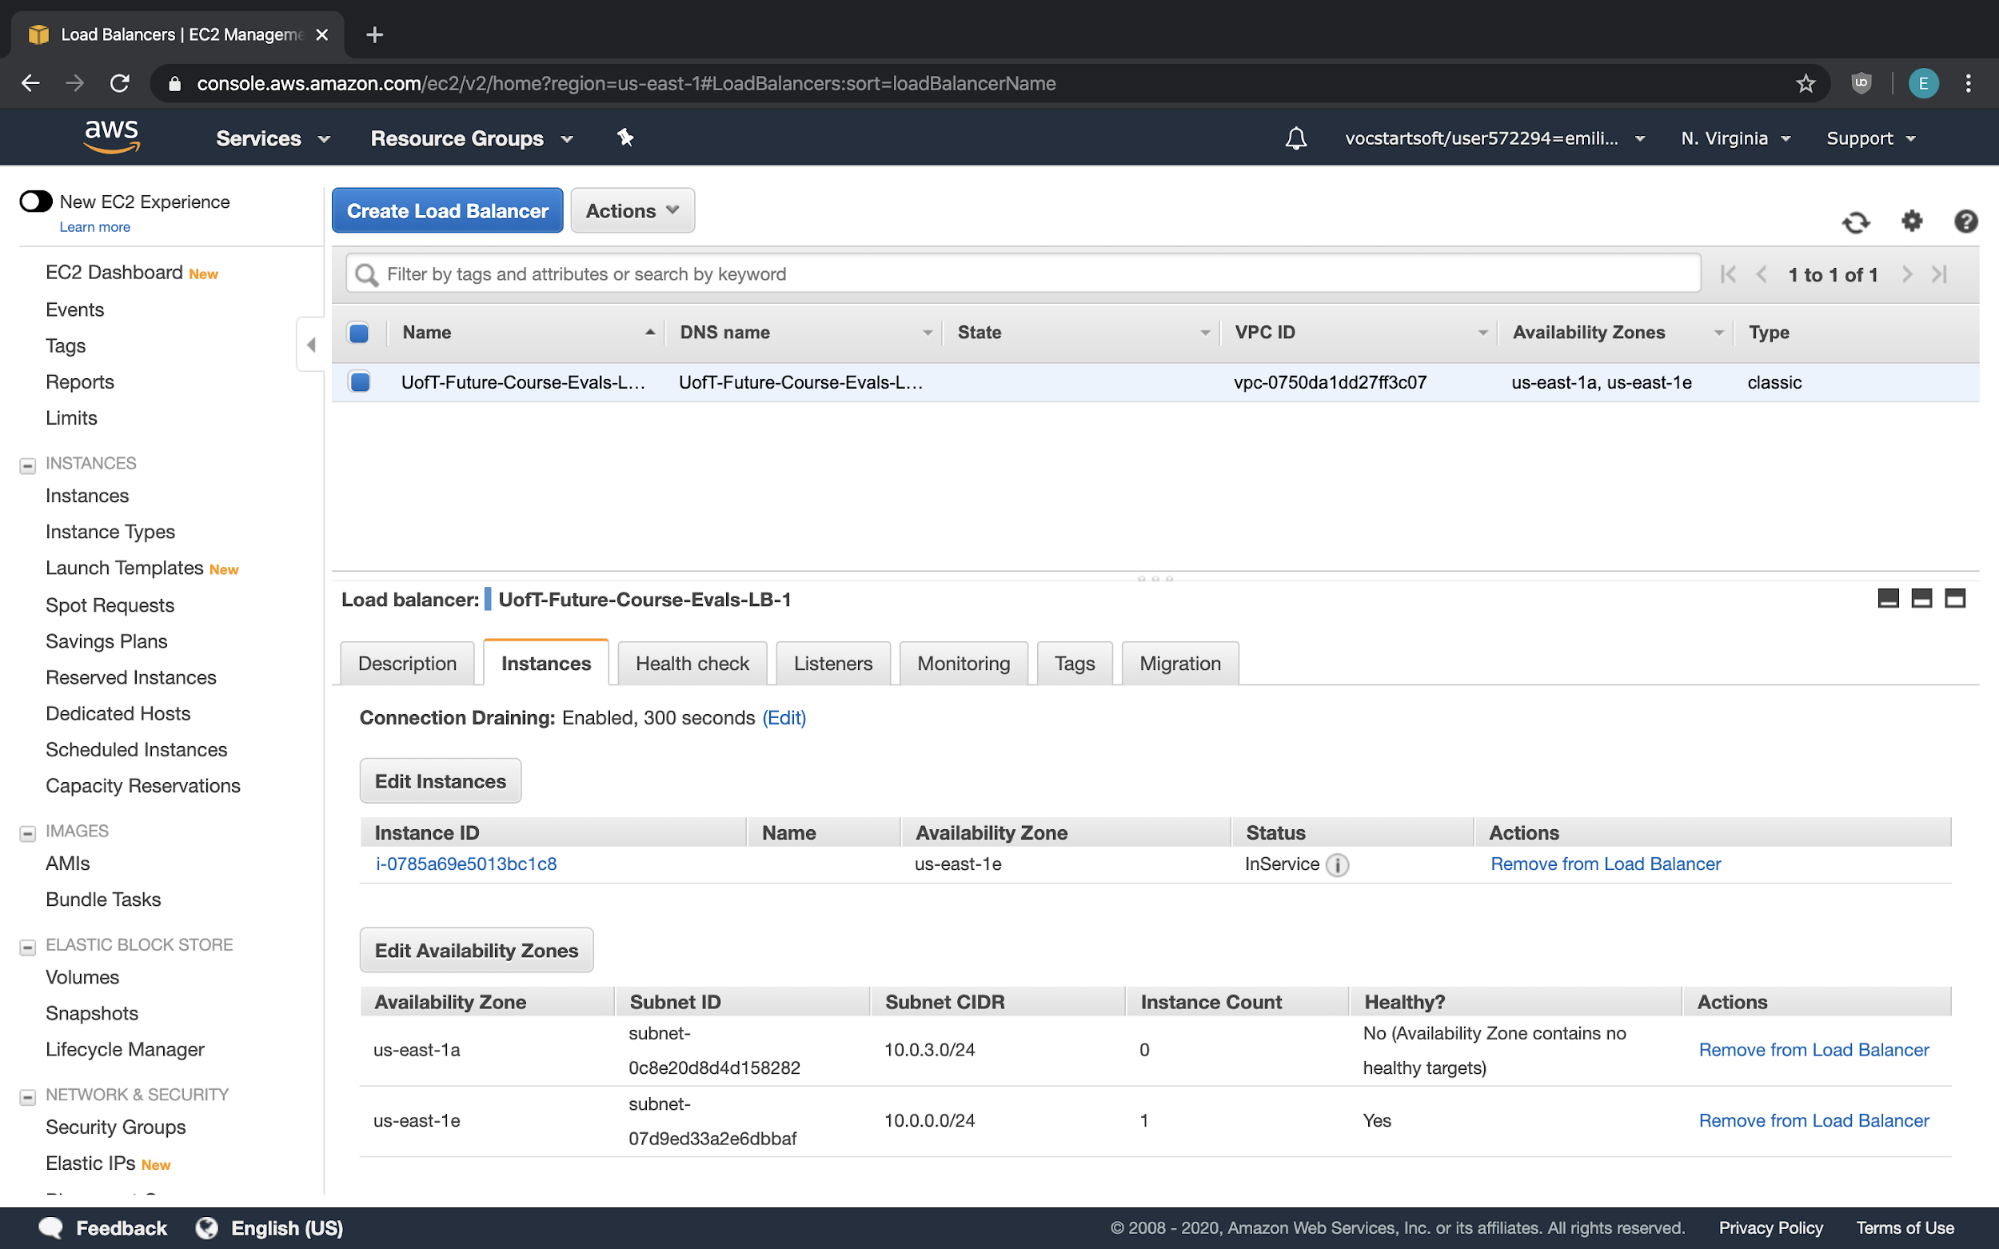 Load Balancers | EC2 Manageme
console.aws.amazon.com/ec2/v2/home?region=us-east-1#LoadBalancers:sort=loadBalancerName
E
aws
Services
Resource Groups
vocstartsoft/user572294=emili...
N. Virginia
Support
New EC2 Experience
Learn more
EC2 Dashboard New
Events
Tags
Reports
Limits
INSTANCES
Instances
Instance Types
Launch Templates New
Spot Requests
Savings Plans
Reserved Instances
Dedicated Hosts
Scheduled Instances
Capacity Reservations
IMAGES
AMIs
Bundle Tasks
ELASTIC BLOCK STORE
Volumes
Snapshots
Lifecycle Manager
NETWORK & SECURITY
Security Groups
Elastic IPs New
Create Load Balancer
Actions
Filter by tags and attributes or search by keyword
1 to 1 of 1
Name DNS name State VPC ID Availability Zones Type
UofT-Future-Course-Evals-L... UofT-Future-Course-Evals-L... vpc-0750da1dd27ff3c07 us-east-1a, us-east-1e classic
Load balancer: UofT-Future-Course-Evals-LB-1
Description Instances Health check Listeners Monitoring Tags Migration
Connection Draining: Enabled, 300 seconds (Edit)
Edit Instances
Instance ID Name Availability Zone Status Actions
i-0785a69e5013bc1c8 us-east-1e InService Remove from Load Balancer
Edit Availability Zones
Availability Zone Subnet ID Subnet CIDR Instance Count Healthy? Actions
us-east-1a subnet-0c8e20d8d4d158282 10.0.3.0/24 0 No (Availability Zone contains no healthy targets) Remove from Load Balancer
us-east-1e subnet-07d9ed33a2e6dbbaf 10.0.0.0/24 1 Yes Remove from Load Balancer
Feedback
English (US)
© 2008 - 2020, Amazon Web Services, Inc. or its affiliates. All rights reserved.
Privacy Policy
Terms of Use